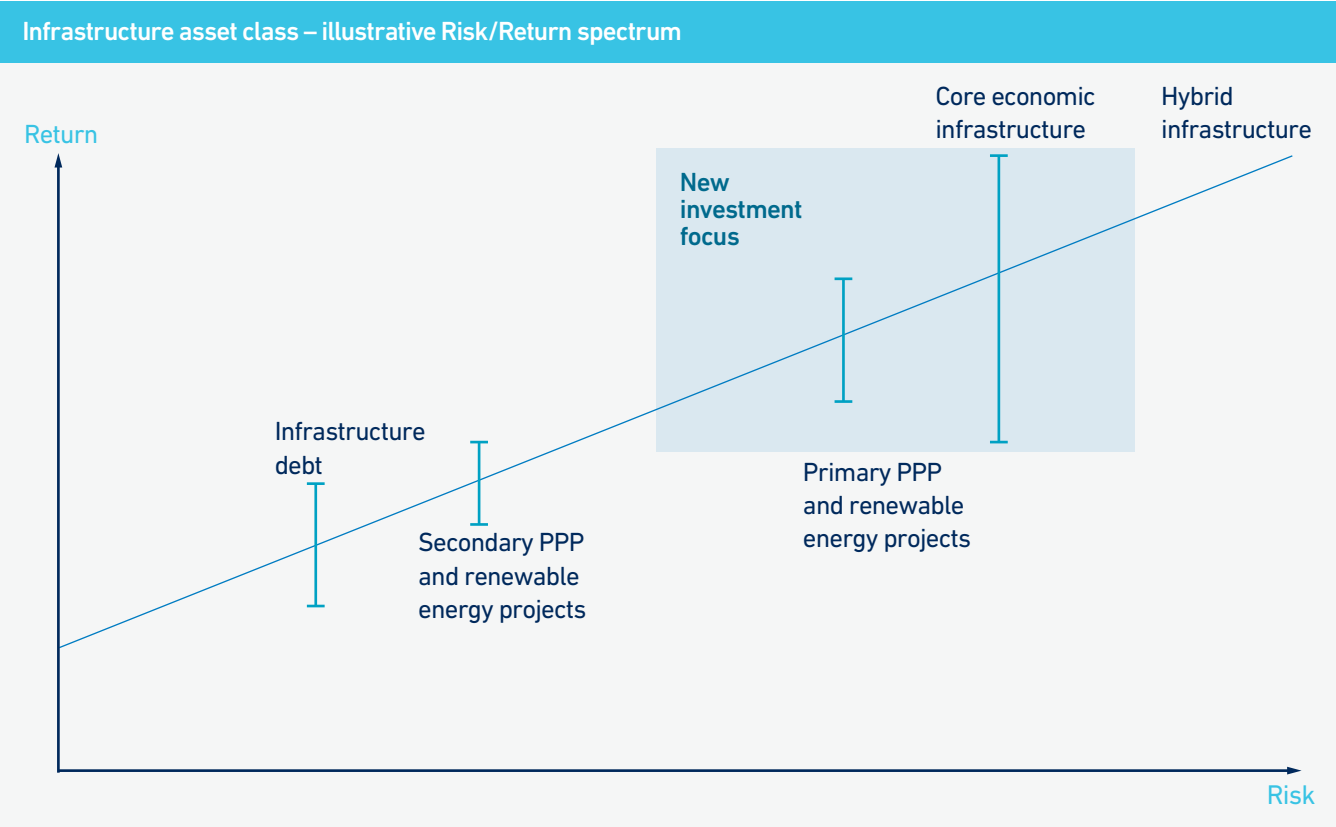 Infrastructure asset class – illustrative Risk/Return spectrum
Return
Core economic
infrastructure
Hybrid
infrastructure
New
investment
focus
Infrastructure
debt
Secondary PPP
and renewable
energy projects
Primary PPP
and renewable
energy projects
Risk